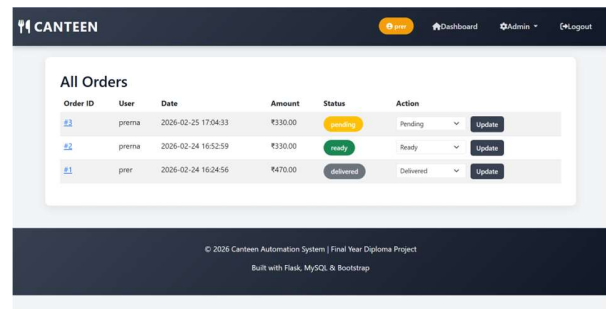 CANTEEN prer Dashboard Admin Logout
All Orders
Order ID User Date Amount Status Action
#3 prerna 2026-02-25 17:04:33 ₹330.00 pending Pending Update
#2 prerna 2026-02-24 16:52:59 ₹330.00 ready Ready Update
#1 prer 2026-02-24 16:24:56 ₹470.00 delivered Delivered Update
© 2026 Canteen Automation System | Final Year Diploma Project
Built with Flask, MySQL & Bootstrap